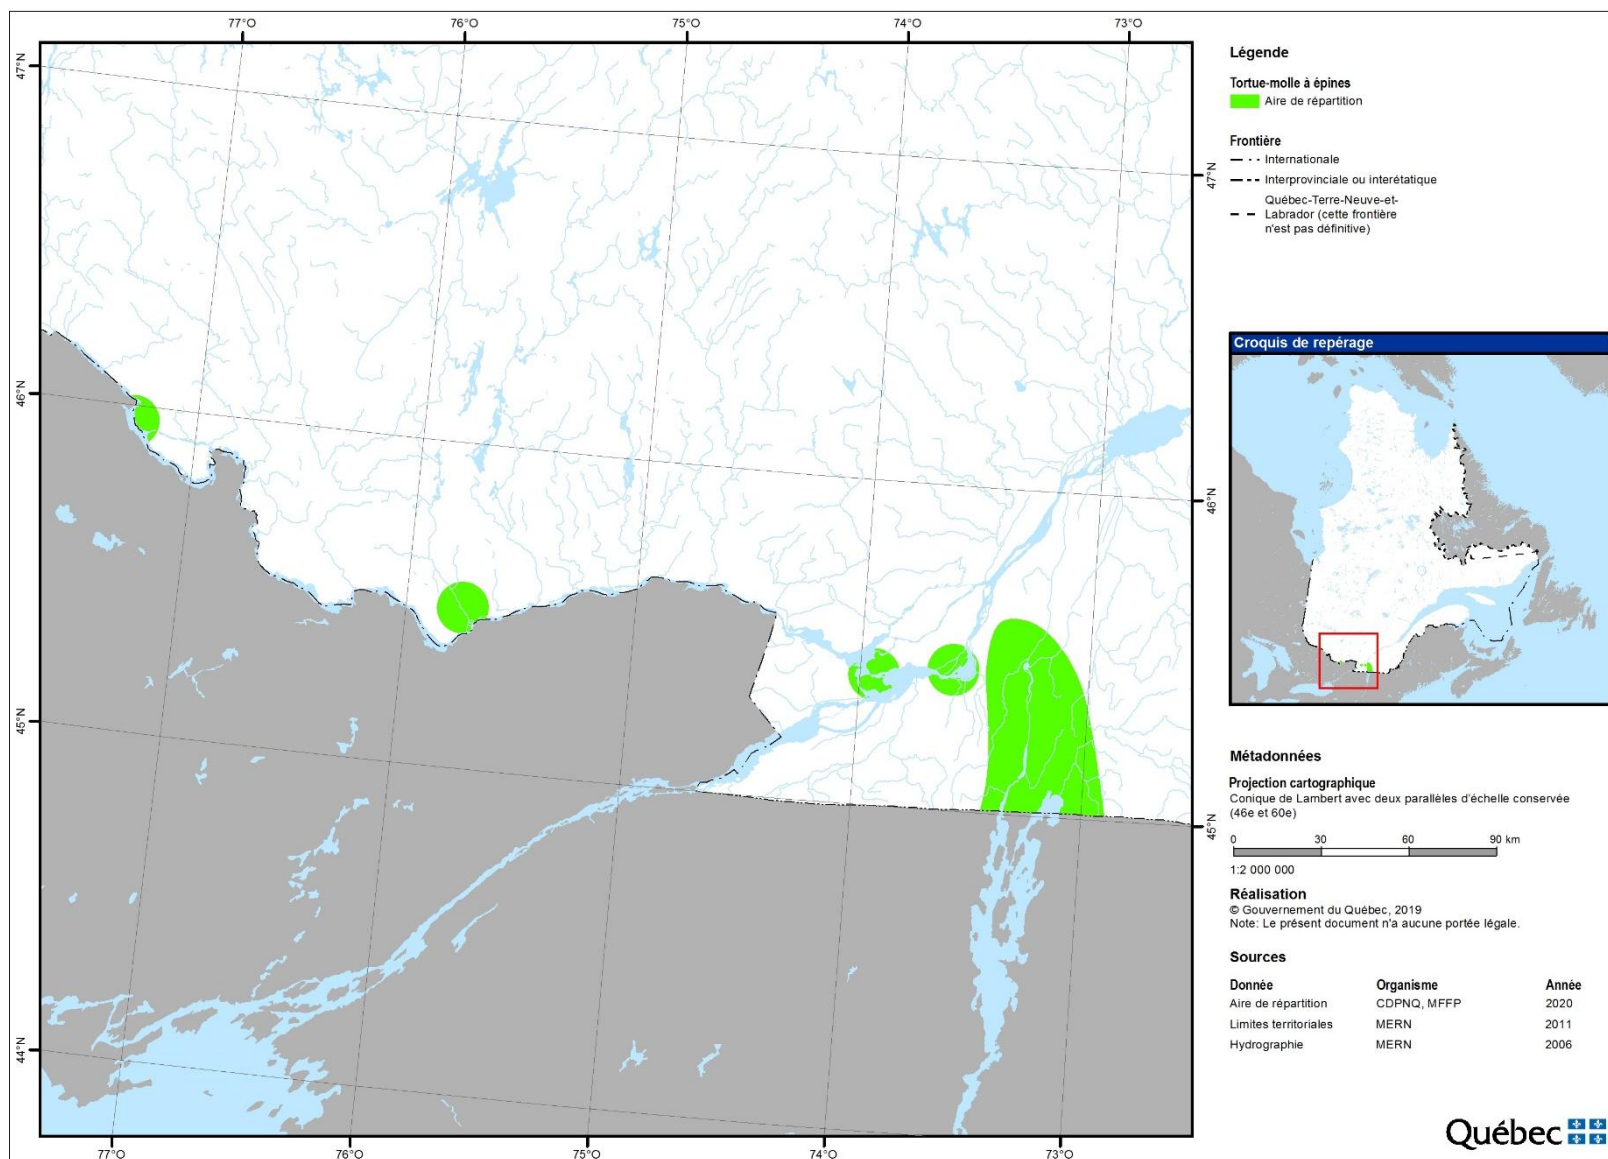 77°O 76°O 75°O 74°O 73°O
47°N
46°N
45°N
44°N
47°N
46°N
45°N
77°O 76°O 75°O 74°O 73°O
Légende
Tortue-molle à épines
Aire de répartition
Frontière
Internationale
Interprovinciale ou interétatique
Québec-Terre-Neuve-et-
Labrador (cette frontière
n'est pas définitive)
Croquis de repérage
Métadonnées
Projection cartographique
Conique de Lambert avec deux parallèles d'échelle conservée
(46e et 60e)
0 30 60 90 km
1:2 000 000
Réalisation
© Gouvernement du Québec, 2019
Note: Le présent document n'a aucune portée légale.
Sources
Donnée Organisme Année
Aire de répartition CDPNQ, MFFP 2020
Limites territoriales MERN 2011
Hydrographie MERN 2006
Québec